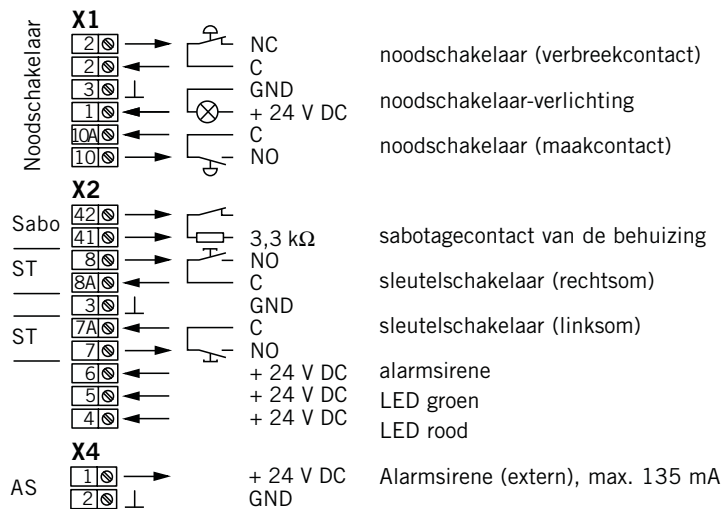 X1
Noodschakelaar
2 NC
2 C noodschakelaar (verbreekcontact)
3 GND
1 + 24 V DC noodschakelaar-verlichting
10A C
10 NO noodschakelaar (maakcontact)
X2
Sabo
42
41 3,3 kΩ sabotagecontact van de behuizing
ST
8 NO
8A C sleutelschakelaar (rechtsom)
3 GND
ST
7A C sleutelschakelaar (linksom)
7 NO
6 + 24 V DC alarmsirene
5 + 24 V DC LED groen
4 + 24 V DC LED rood
X4
AS
1 + 24 V DC Alarmsirene (extern), max. 135 mA
2 GND